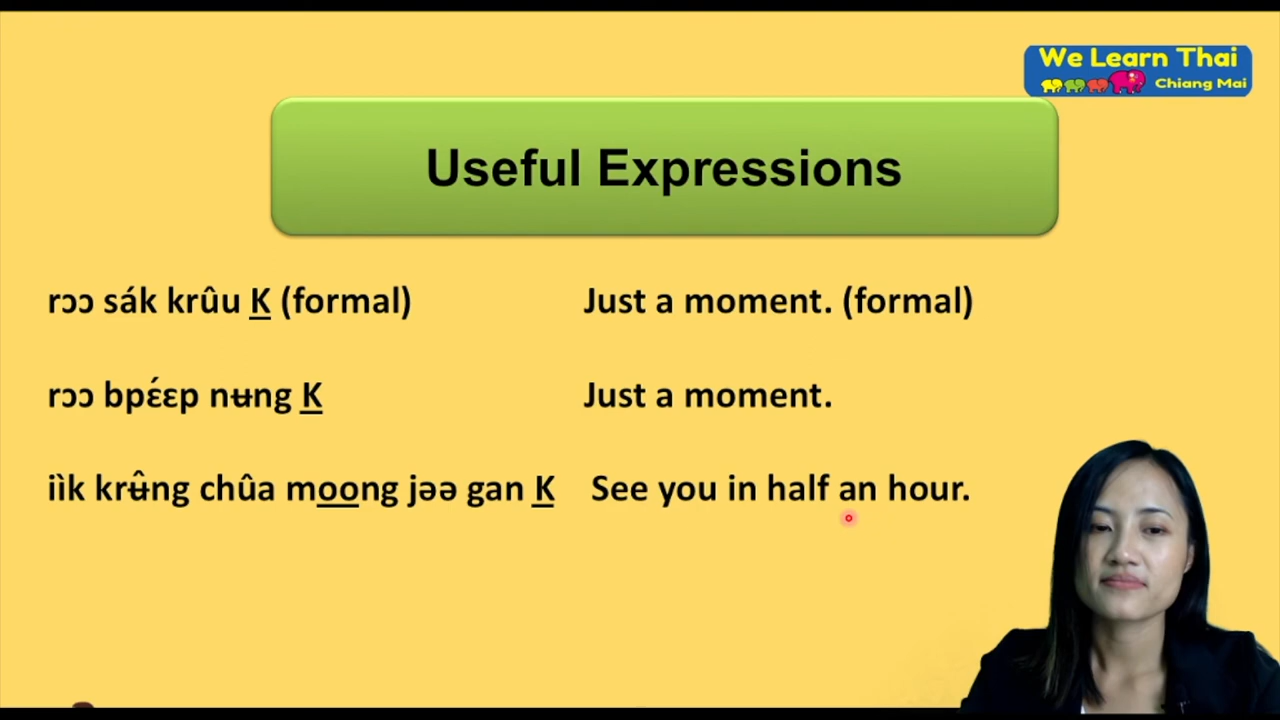 We Learn Thai
Chiang Mai
Useful Expressions
rɔɔ sák krûu K (formal) Just a moment. (formal)
rɔɔ bpɛ́ɛp nʉng K Just a moment.
iìk krʉ̂ng chûa moong jəə gan K See you in half an hour.